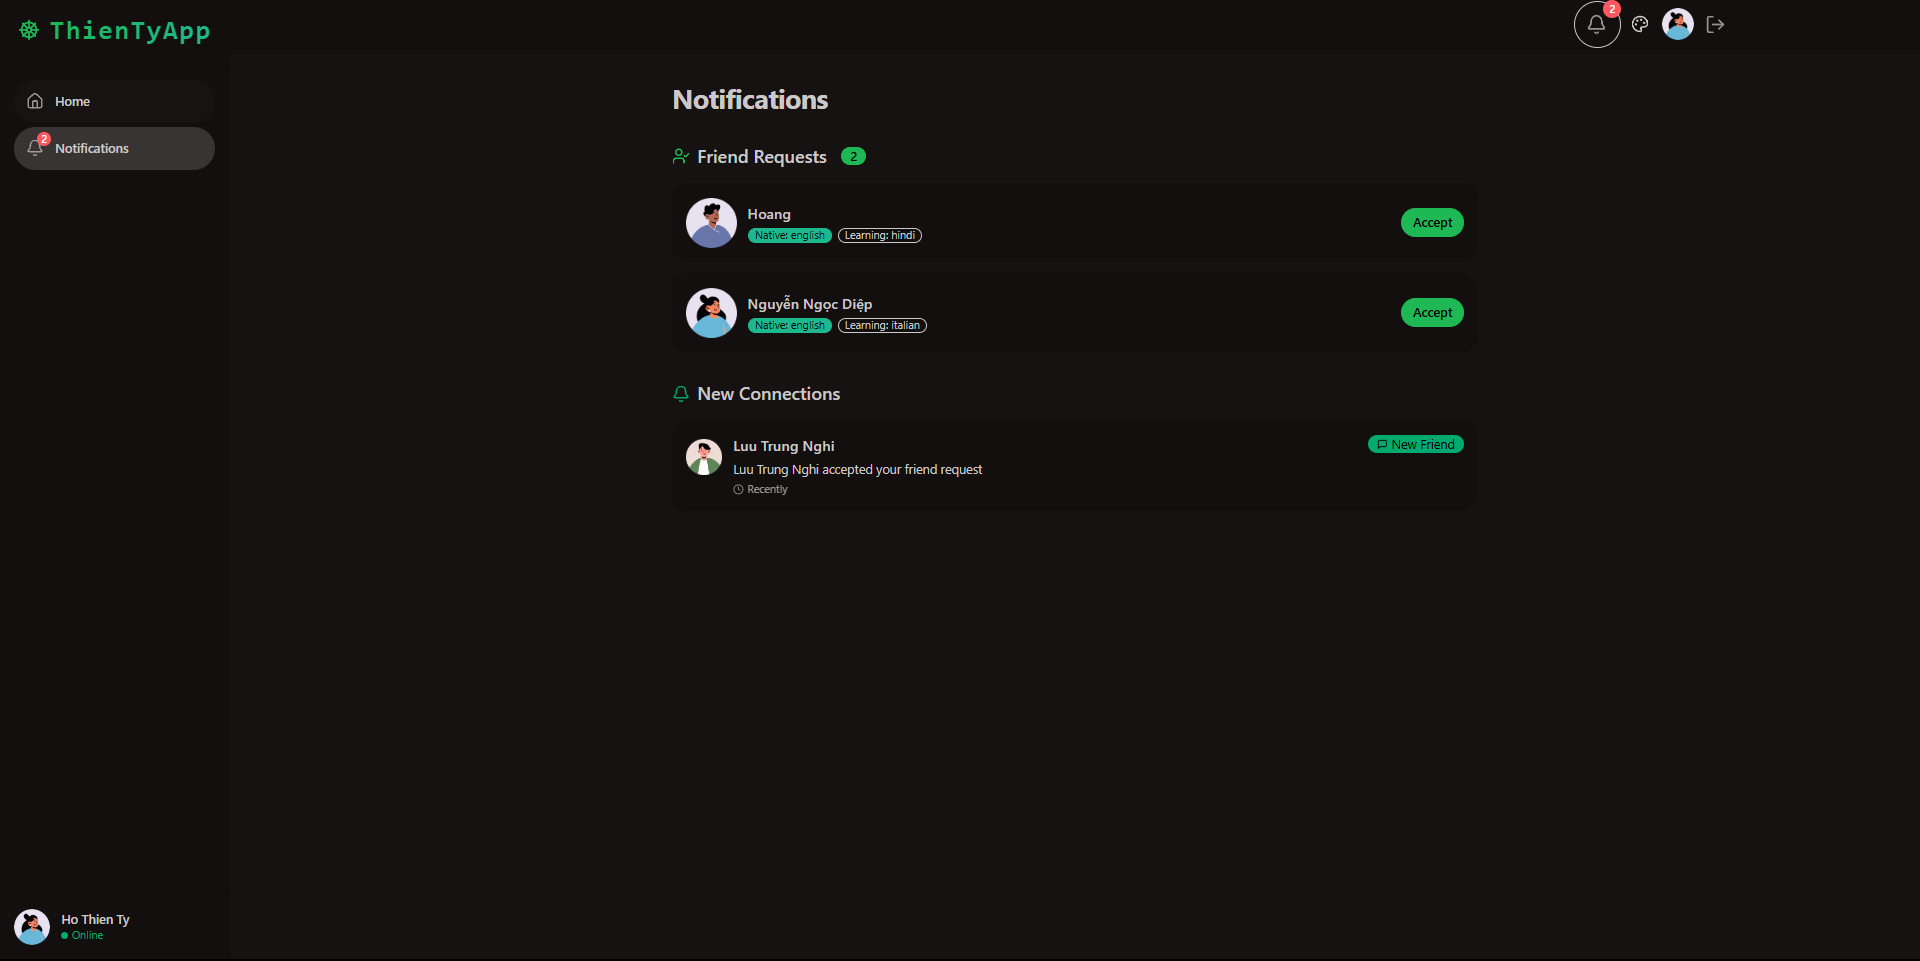 ThienTyApp
2
Home
2
Notifications
Notifications
Friend Requests 2
Hoang
Native: english Learning: hindi
Accept
Nguyễn Ngọc Diệp
Native: english Learning: italian
Accept
New Connections
Luu Trung Nghi
New Friend
Luu Trung Nghi accepted your friend request
Recently
Ho Thien Ty
Online